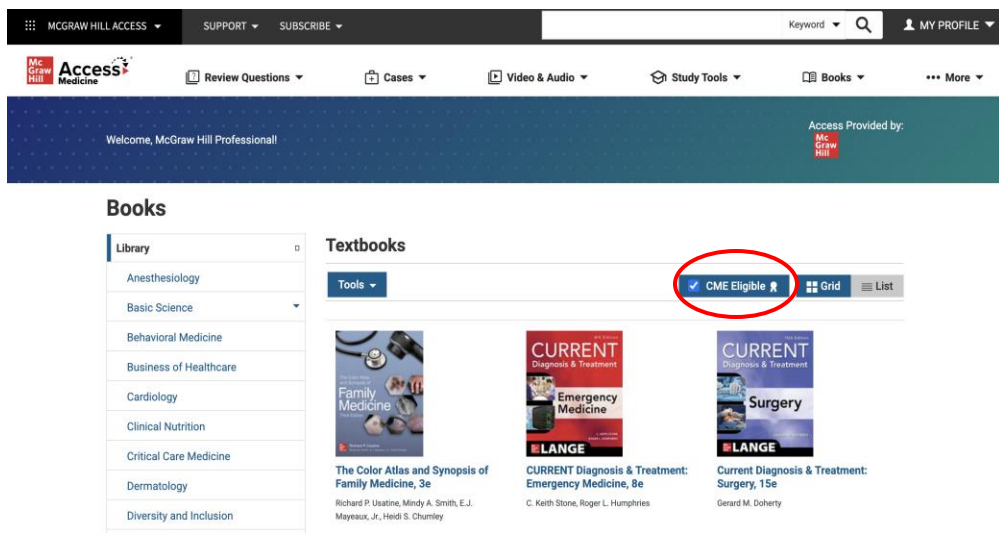 MCGRAW HILL ACCESS
SUPPORT
SUBSCRIBE
Keyword
MY PROFILE
Mc
Graw
Hill
Access
Medicine
Review Questions
Cases
Video & Audio
Study Tools
Books
More
Welcome, McGraw Hill Professional!
Access Provided by:
Mc
Graw
Hill
Books
Library
Anesthesiology
Basic Science
Behavioral Medicine
Business of Healthcare
Cardiology
Clinical Nutrition
Critical Care Medicine
Dermatology
Diversity and Inclusion
Textbooks
Tools
CME Eligible
Grid
List
Family
Medicine
The Color Atlas and Synopsis of
Family Medicine, 3e
Richard P. Usatine, Mindy A. Smith, E.J.
Mayeaux, Jr., Heidi S. Chumley
CURRENT
Diagnosis & Treatment
Emergency
Medicine
LANGE
CURRENT Diagnosis & Treatment:
Emergency Medicine, 8e
C. Keith Stone, Roger L. Humphries
CURRENT
Diagnosis & Treatment
Surgery
LANGE
Current Diagnosis & Treatment:
Surgery, 15e
Gerard M. Doherty